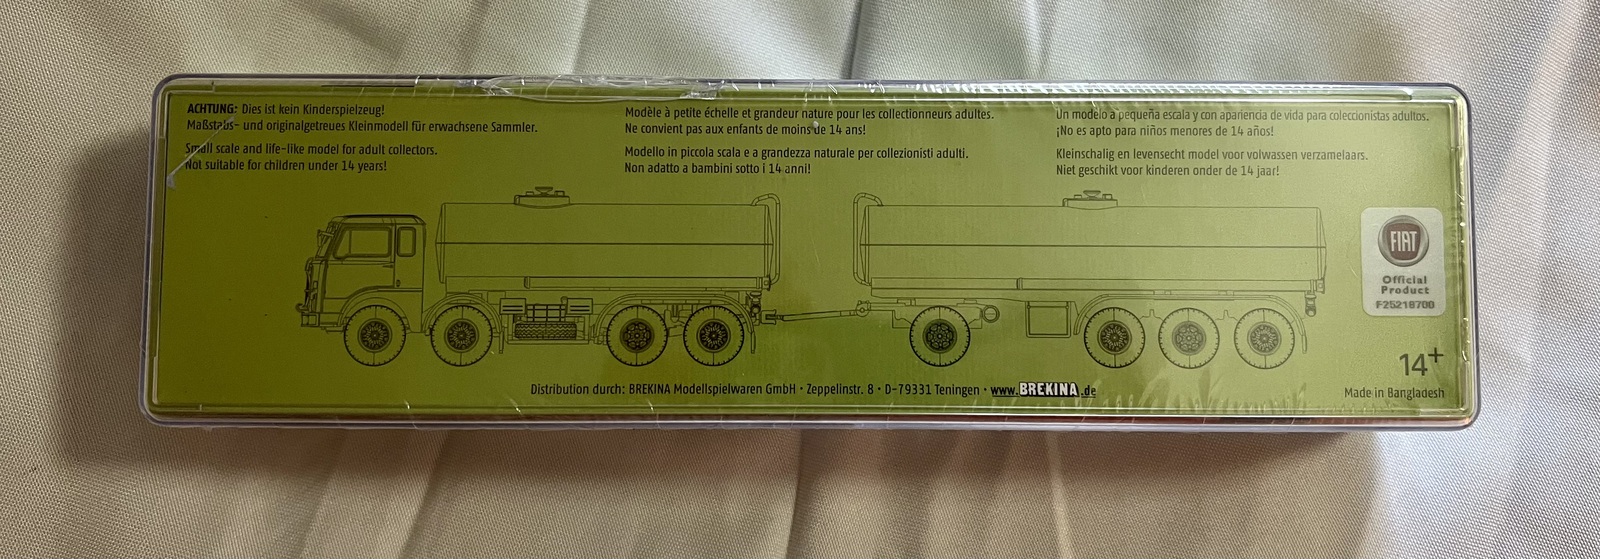 ACHTUNG: Dies ist kein Kinderspielzeug!
Maßstabs- und originalgetreues Kleinmodell für erwachsene Sammler.
Small scale and life-like model for adult collectors.
Not suitable for children under 14 years!
Modèle à petite échelle et grandeur nature pour les collectionneurs adultes.
Ne convient pas aux enfants de moins de 14 ans!
Modello in piccola scala e a grandezza naturale per collezionisti adulti.
Non adatto a bambini sotto i 14 anni!
Un modelo a pequeña escala y con apariencia de vida para coleccionistas adultos.
¡No es apto para niños menores de 14 años!
Kleinschalig en levensecht model voor volwassen verzamelaars.
Niet geschikt voor kinderen onder de 14 jaar!
FIAT
Official
Product
F25218700
14+
Distribution durch: BREKINA Modellspielwaren GmbH · Zeppelinstr. 8 · D-79331 Teningen · www.BREKINA.de
Made in Bangladesh